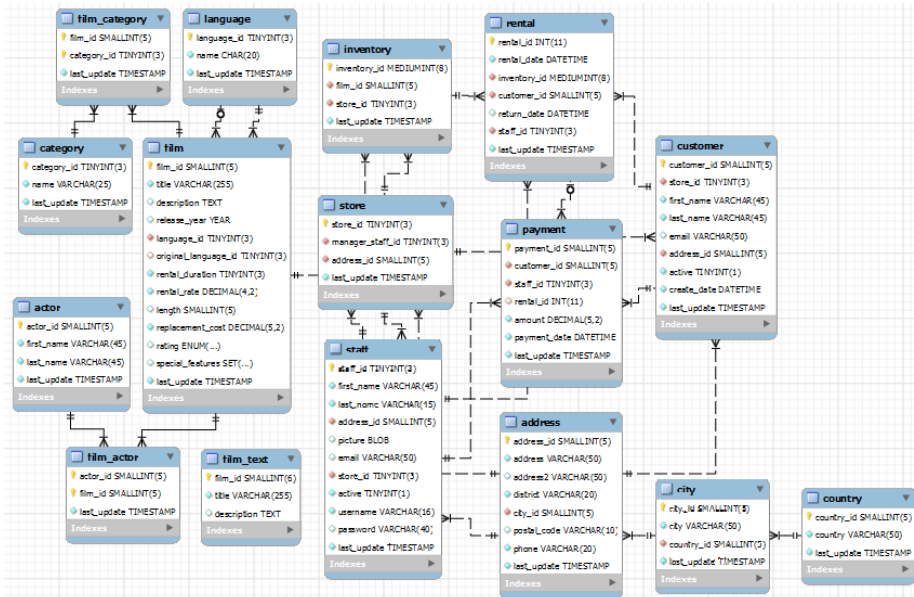 film_category
film_id SMALLINT(5)
category_id TINYINT(3)
last_update TIMESTAMP
Indexes
language
language_id TINYINT(3)
name CHAR(20)
last_update TIMESTAMP
Indexes
inventory
inventory_id MEDIUMINT(8)
film_id SMALLINT(5)
store_id TINYINT(3)
last_update TIMESTAMP
Indexes
rental
rental_id INT(11)
rental_date DATETIME
inventory_id MEDIUMINT(8)
customer_id SMALLINT(5)
return_date DATETIME
staff_id TINYINT(3)
last_update TIMESTAMP
Indexes
category
category_id TINYINT(3)
name VARCHAR(25)
last_update TIMESTAMP
Indexes
film
film_id SMALLINT(5)
title VARCHAR(255)
description TEXT
release_year YEAR
language_id TINYINT(3)
original_language_id TINYINT(3)
rental_duration TINYINT(3)
rental_rate DECIMAL(4,2)
length SMALLINT(5)
replacement_cost DECIMAL(5,2)
rating ENUM(...)
special_features SET(...)
last_update TIMESTAMP
Indexes
store
store_id TINYINT(3)
manager_staff_id TINYINT(3)
address_id SMALLINT(5)
last_update TIMESTAMP
Indexes
payment
payment_id SMALLINT(5)
customer_id SMALLINT(5)
staff_id TINYINT(3)
rental_id INT(11)
amount DECIMAL(5,2)
payment_date DATETIME
last_update TIMESTAMP
Indexes
customer
customer_id SMALLINT(5)
store_id TINYINT(3)
first_name VARCHAR(45)
last_name VARCHAR(45)
email VARCHAR(50)
address_id SMALLINT(5)
active TINYINT(1)
create_date DATETIME
last_update TIMESTAMP
Indexes
actor
actor_id SMALLINT(5)
first_name VARCHAR(45)
last_name VARCHAR(45)
last_update TIMESTAMP
Indexes
staff
staff_id TINYINT(3)
first_name VARCHAR(45)
last_name VARCHAR(45)
address_id SMALLINT(5)
picture BLOB
email VARCHAR(50)
store_id TINYINT(3)
active TINYINT(1)
username VARCHAR(16)
password VARCHAR(40)
last_update TIMESTAMP
Indexes
film_actor
actor_id SMALLINT(5)
film_id SMALLINT(5)
last_update TIMESTAMP
Indexes
film_text
film_id SMALLINT(6)
title VARCHAR(255)
description TEXT
Indexes
address
address_id SMALLINT(5)
address VARCHAR(50)
address2 VARCHAR(50)
district VARCHAR(20)
city_id SMALLINT(5)
postal_code VARCHAR(10)
phone VARCHAR(20)
last_update TIMESTAMP
Indexes
city
city_id SMALLINT(5)
city VARCHAR(50)
country_id SMALLINT(5)
last_update TIMESTAMP
Indexes
country
country_id SMALLINT(5)
country VARCHAR(50)
last_update TIMESTAMP
Indexes